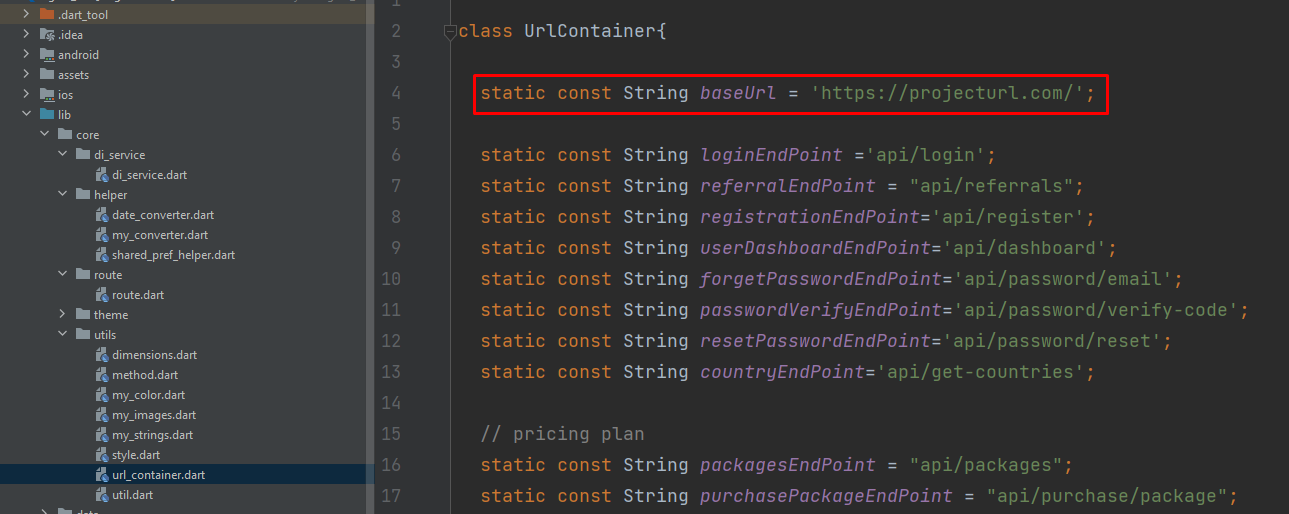 .dart_tool
.idea
android
assets
ios
lib
core
di_service
di_service.dart
helper
date_converter.dart
my_converter.dart
shared_pref_helper.dart
route
route.dart
theme
utils
dimensions.dart
method.dart
my_color.dart
my_images.dart
my_strings.dart
style.dart
url_container.dart
util.dart
1
2 class UrlContainer{
3
4 static const String baseUrl = 'https://projecturl.com/';
5
6 static const String loginEndPoint ='api/login';
7 static const String referralEndPoint = "api/referrals";
8 static const String registrationEndPoint='api/register';
9 static const String userDashboardEndPoint='api/dashboard';
10 static const String forgetPasswordEndPoint='api/password/email';
11 static const String passwordVerifyEndPoint='api/password/verify-code';
12 static const String resetPasswordEndPoint='api/password/reset';
13 static const String countryEndPoint='api/get-countries';
14
15 // pricing plan
16 static const String packagesEndPoint = "api/packages";
17 static const String purchasePackageEndPoint = "api/purchase/package";